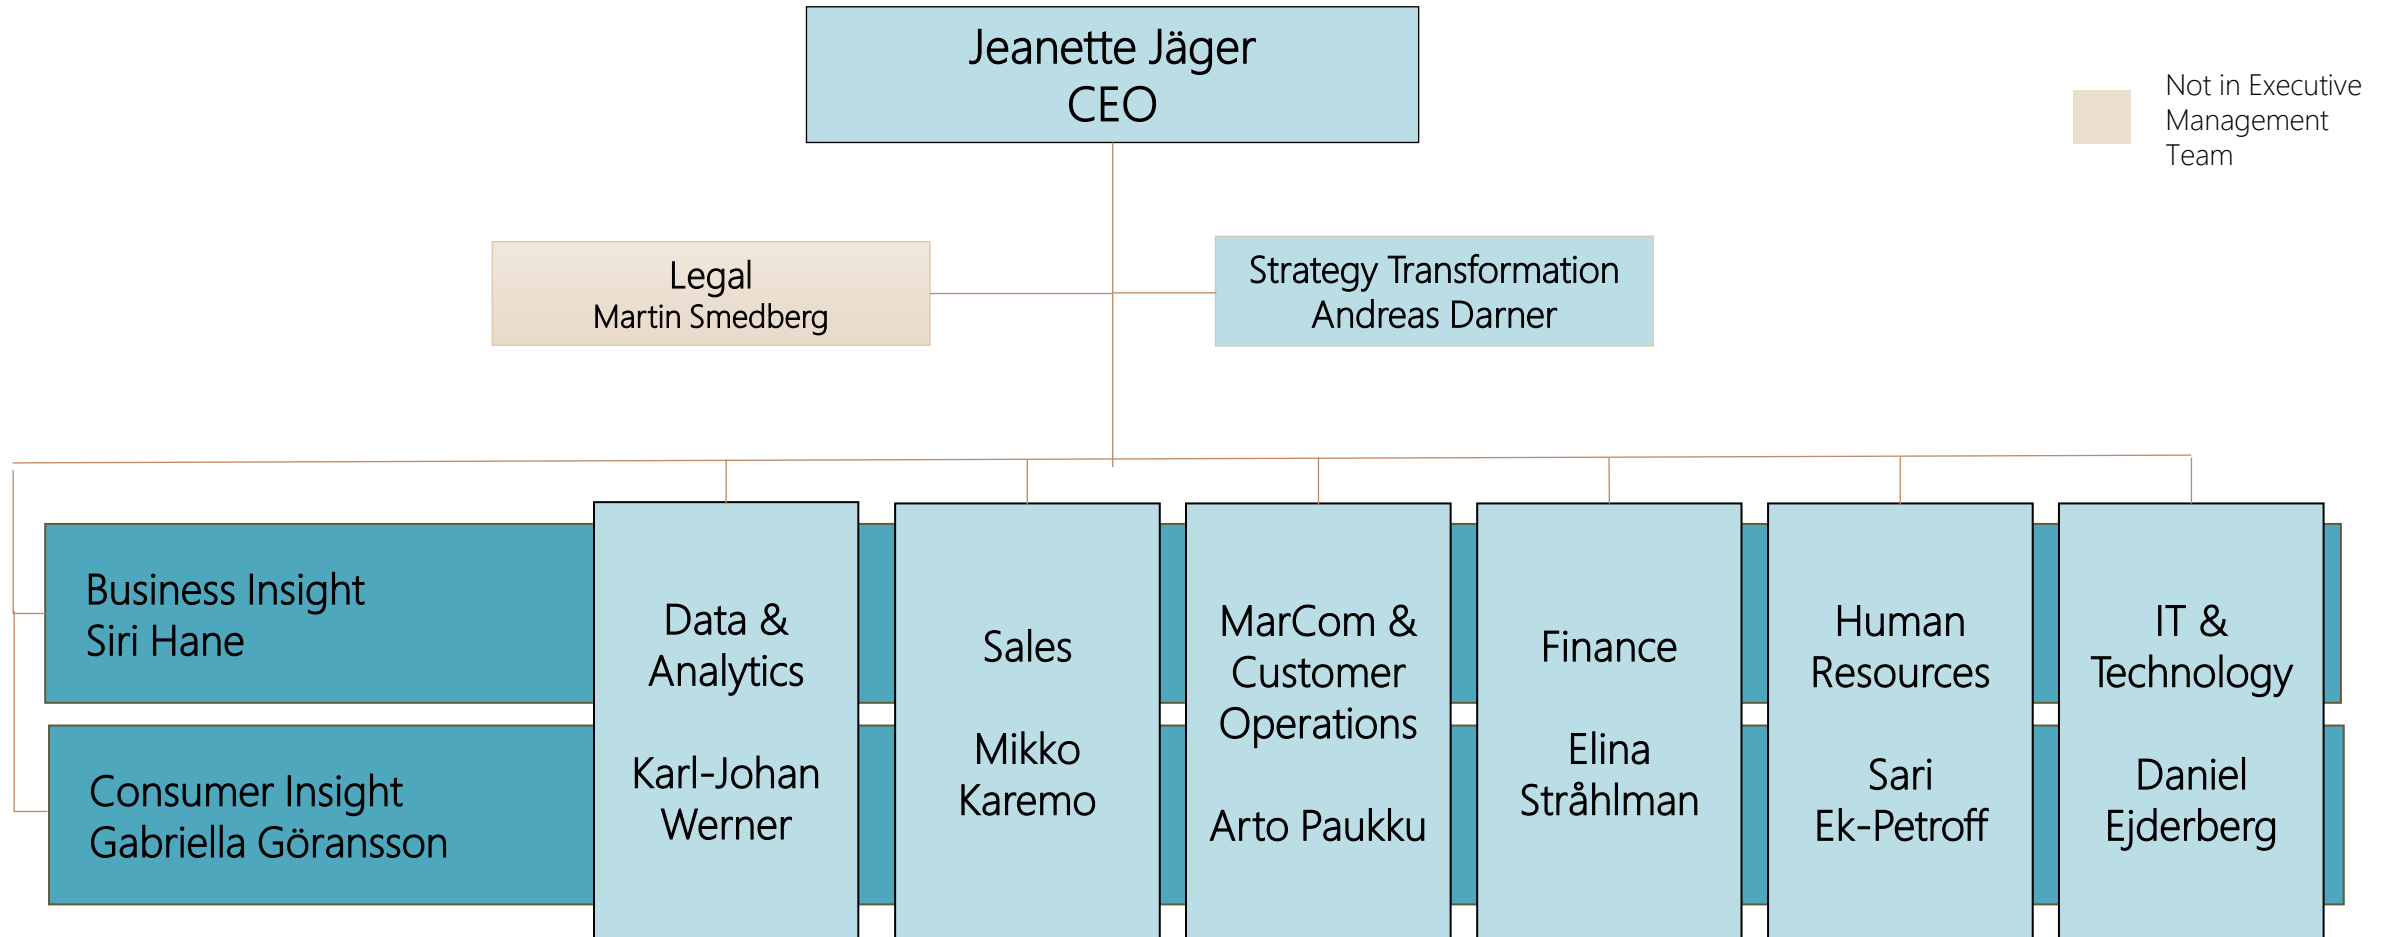 Jeanette Jäger
CEO
Not in Executive
Management
Team
Legal
Martin Smedberg
Strategy Transformation
Andreas Darner
Business Insight
Siri Hane
Consumer Insight
Gabriella Göransson
Data &
Analytics
Karl-Johan
Werner
Sales
Mikko
Karemo
MarCom &
Customer
Operations
Arto Paukku
Finance
Elina
Stråhlman
Human
Resources
Sari
Ek-Petroff
IT &
Technology
Daniel
Ejderberg